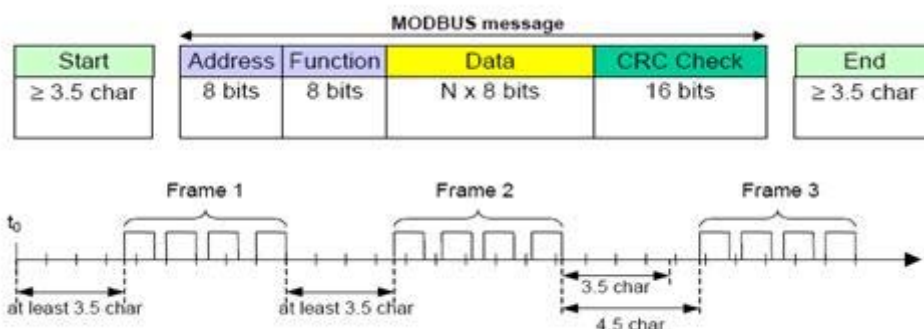 MODBUS message
Start Address Function Data CRC Check End
≥ 3.5 char 8 bits 8 bits N x 8 bits 16 bits ≥ 3.5 char
Frame 1 Frame 2 Frame 3
t0
at least 3.5 char at least 3.5 char 3.5 char
4.5 char